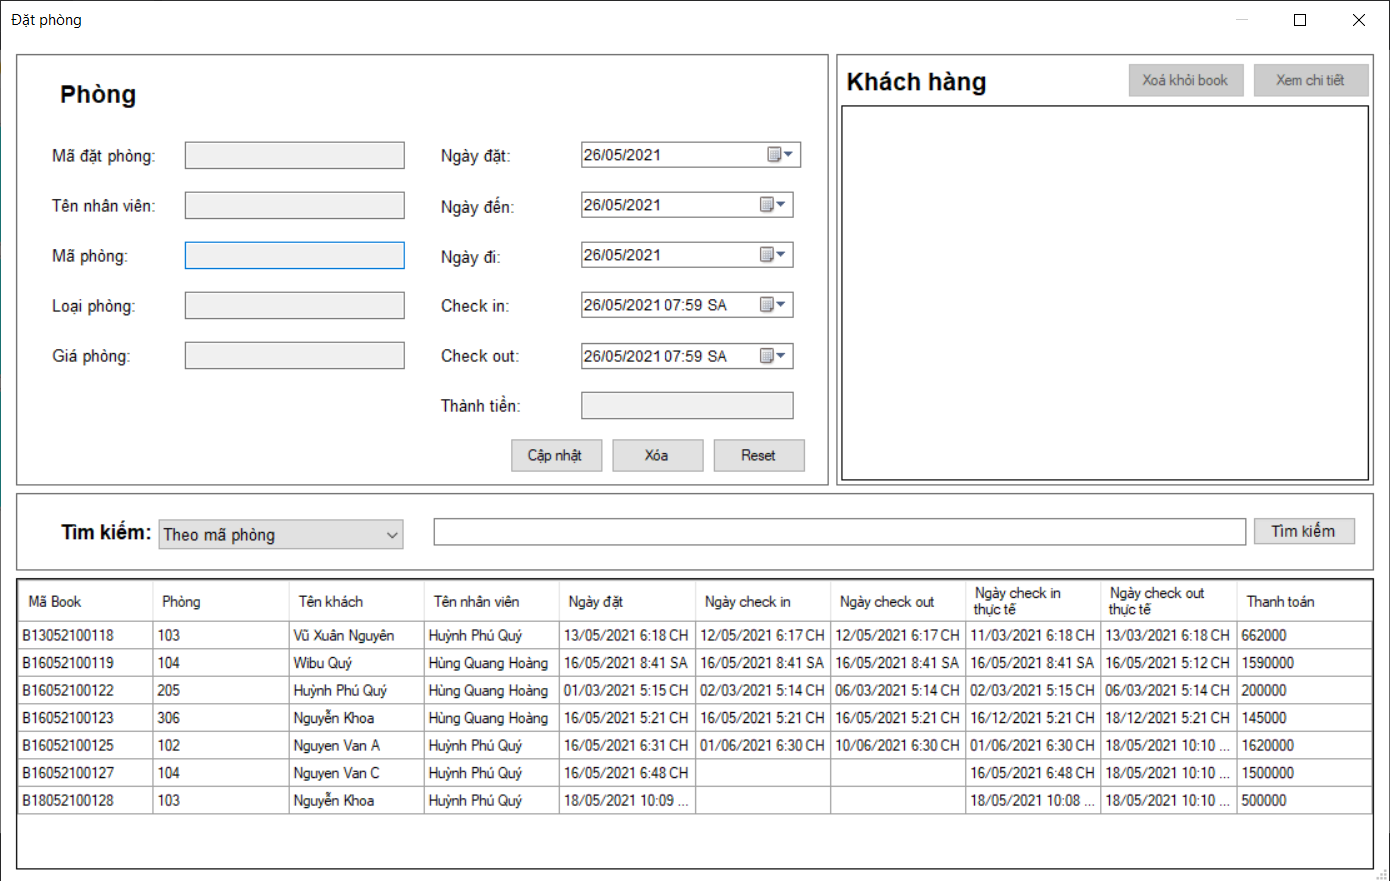 Đặt phòng
Phòng
Mã đặt phòng:
Tên nhân viên:
Mã phòng:
Loại phòng:
Giá phòng:
Ngày đặt: 26/05/2021
Ngày đến: 26/05/2021
Ngày đi: 26/05/2021
Check in: 26/05/2021 07:59 SA
Check out: 26/05/2021 07:59 SA
Thành tiền:
Cập nhật Xóa Reset
Khách hàng Xoá khỏi book Xem chi tiết
Tìm kiếm: Theo mã phòng Tìm kiếm
Mã Book Phòng Tên khách Tên nhân viên Ngày đặt Ngày check in Ngày check out Ngày check in thực tế Ngày check out thực tế Thanh toán
B13052100118 103 Vũ Xuân Nguyên Huỳnh Phú Quý 13/05/2021 6:18 CH 12/05/2021 6:17 CH 12/05/2021 6:17 CH 11/03/2021 6:18 CH 13/03/2021 6:18 CH 662000
B16052100119 104 Wibu Quý Hùng Quang Hoàng 16/05/2021 8:41 SA 16/05/2021 8:41 SA 16/05/2021 8:41 SA 16/05/2021 8:41 SA 16/05/2021 5:12 CH 1590000
B16052100122 205 Huỳnh Phú Quý Hùng Quang Hoàng 01/03/2021 5:15 CH 02/03/2021 5:14 CH 06/03/2021 5:14 CH 02/03/2021 5:15 CH 06/03/2021 5:14 CH 200000
B16052100123 306 Nguyễn Khoa Hùng Quang Hoàng 16/05/2021 5:21 CH 16/05/2021 5:21 CH 16/05/2021 5:21 CH 16/12/2021 5:21 CH 18/12/2021 5:21 CH 145000
B16052100125 102 Nguyen Van A Huỳnh Phú Quý 16/05/2021 6:31 CH 01/06/2021 6:30 CH 10/06/2021 6:30 CH 01/06/2021 6:30 CH 18/05/2021 10:10 ... 1620000
B16052100127 104 Nguyen Van C Huỳnh Phú Quý 16/05/2021 6:48 CH 16/05/2021 6:48 CH 18/05/2021 10:10 ... 1500000
B18052100128 103 Nguyễn Khoa Huỳnh Phú Quý 18/05/2021 10:09 ... 18/05/2021 10:08 ... 18/05/2021 10:10 ... 500000